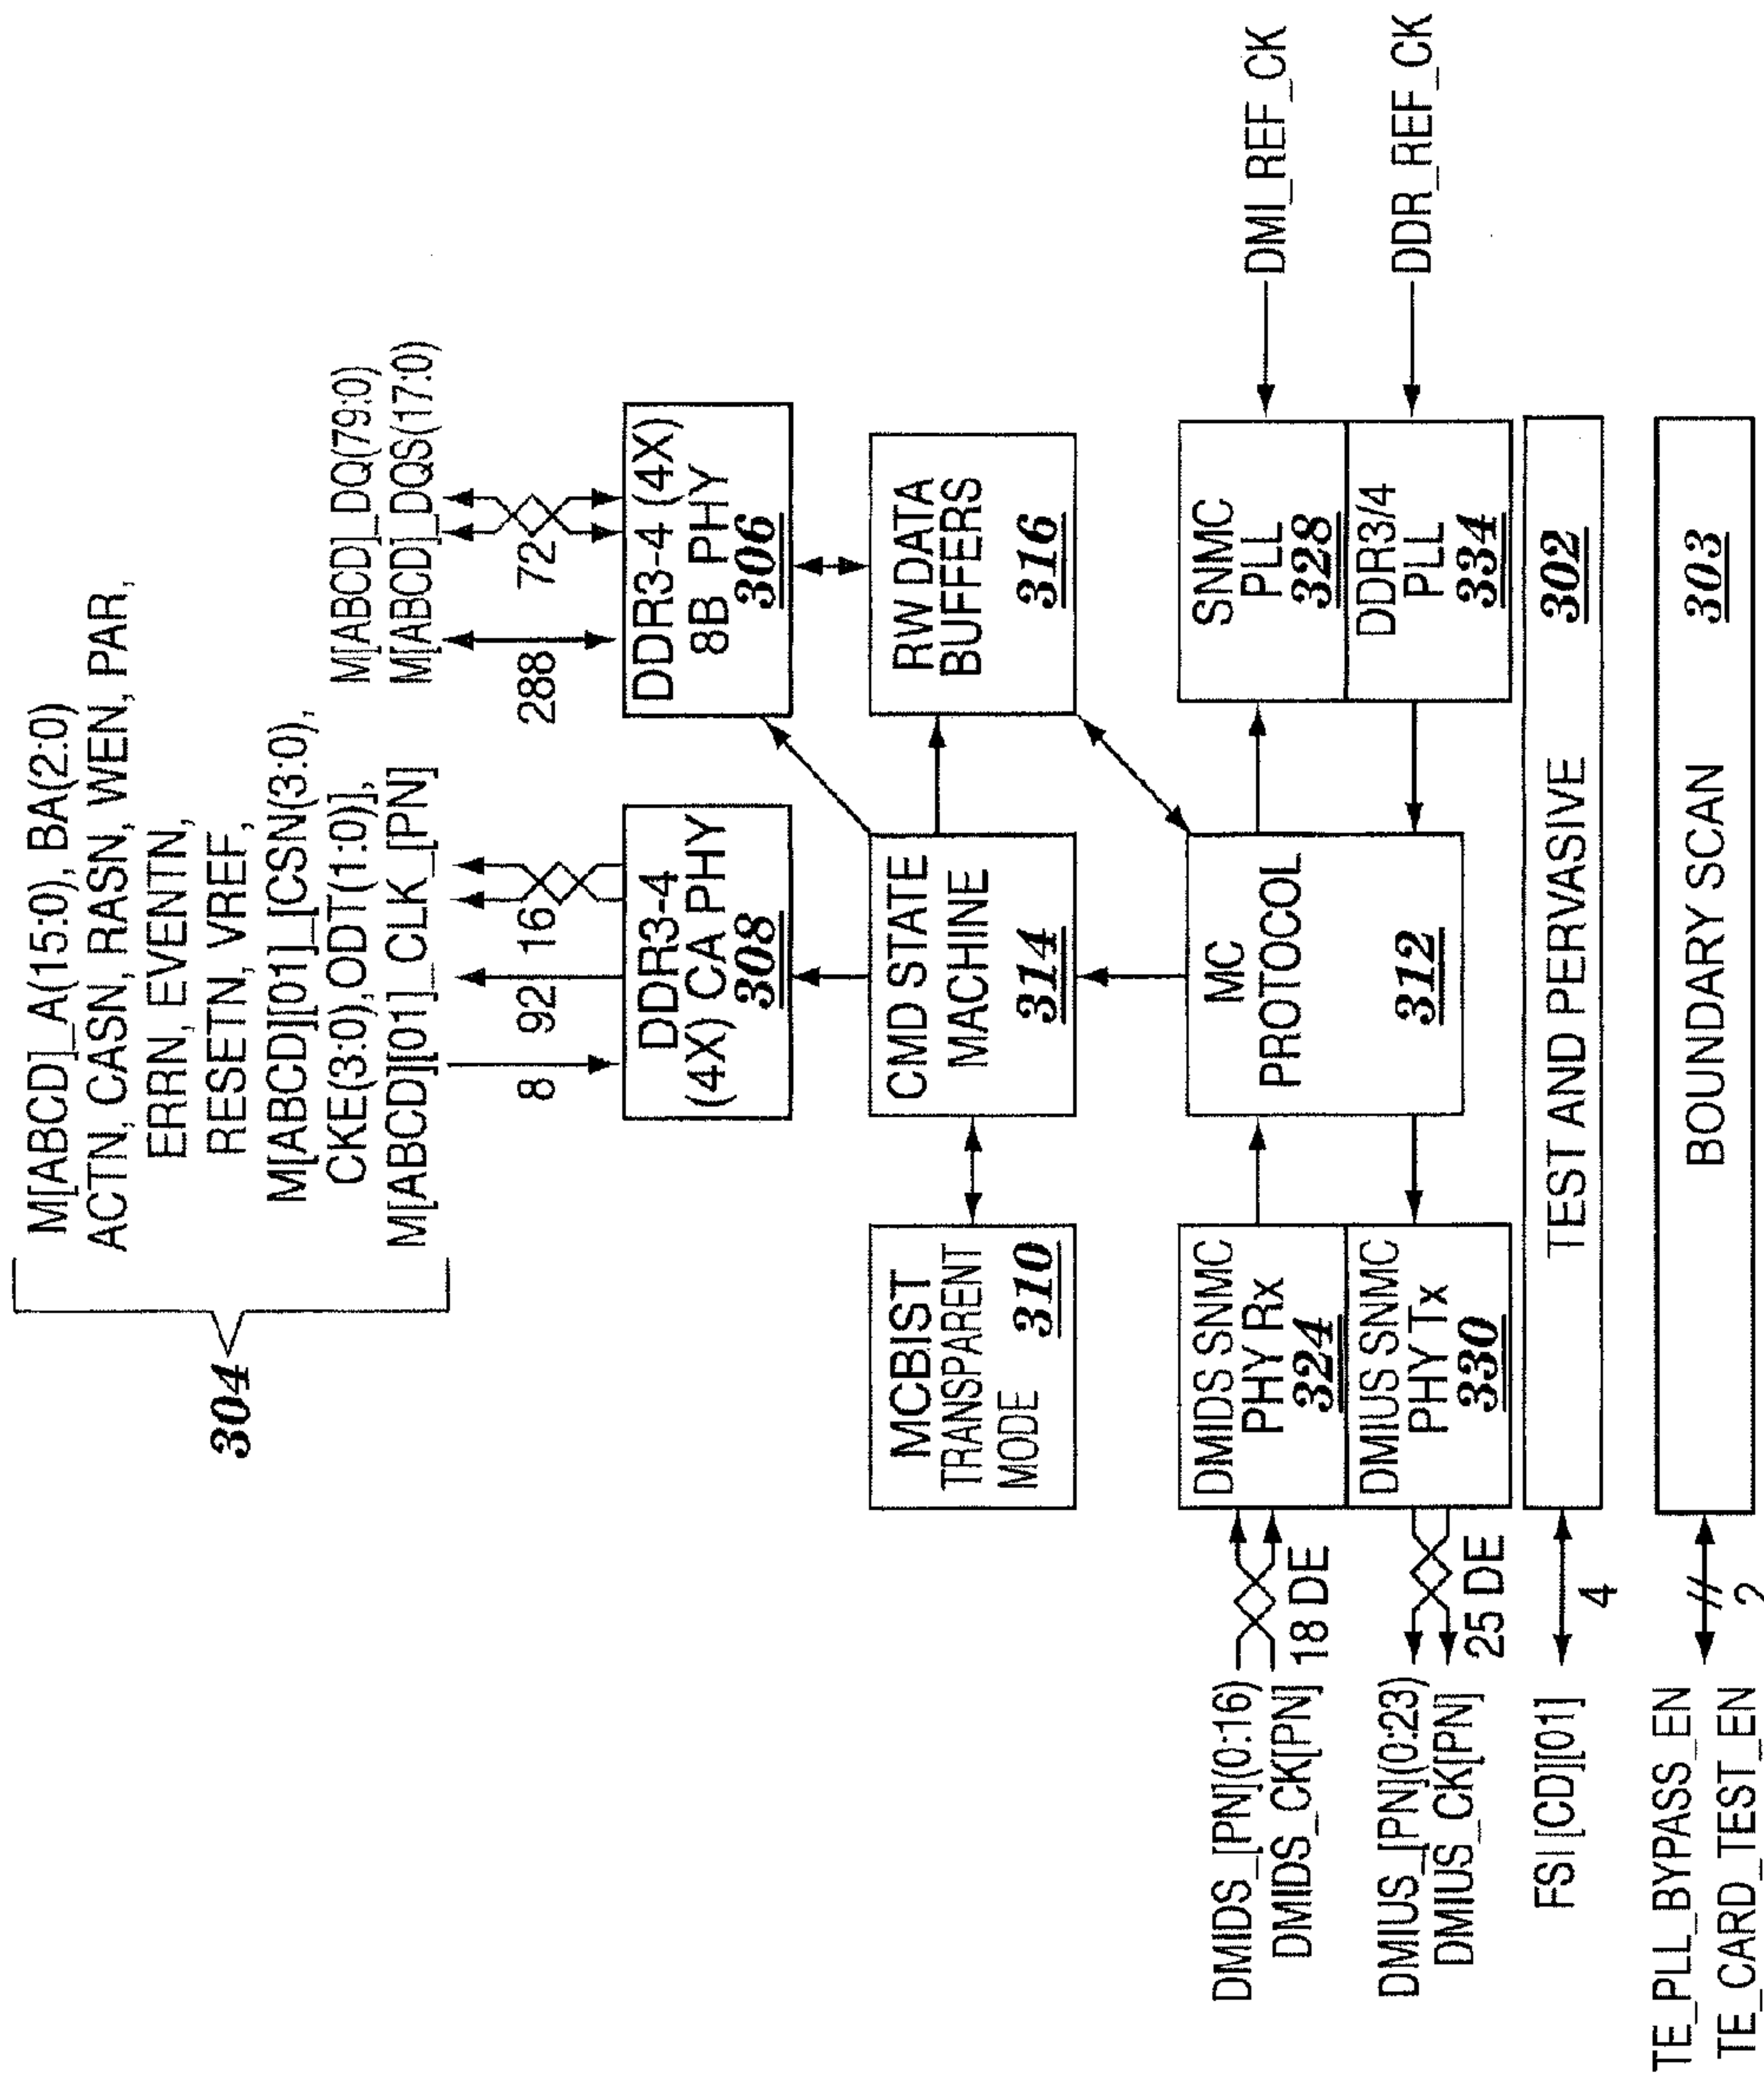 M[ABCD]_A(15:0), BA(2:0)
ACTN, CASN, RASN, WEN, PAR,
ERRN, EVENTN,
RESETN, VREF,
M[ABCD][01]_[CSN(3:0),
CKE(3:0),ODT(1:0)],
M[ABCD][01]_CLK_[PN]
304
M[ABCD]_DQ(79:0)
M[ABCD]_DQS(17:0)
8
92
16
288
72
DDR3-4
(4X) CA PHY
308
DDR3-4 (4X)
8B PHY
306
MCBIST
TRANSPARENT
MODE
310
CMD STATE
MACHINE
314
RW DATA
BUFFERS
316
DMIDS_[PN](0:16)
DMIDS_CK[PN]
18 DE
DMIDS SNMC
PHY Rx
324
MC
PROTOCOL
312
SNMC
PLL
328
DMI_REF_CK
DMIUS_[PN](0:23)
DMIUS_CK[PN]
25 DE
DMIUS SNMC
PHY Tx
330
DDR3/4
PLL
334
DDR_REF_CK
FSI [CD][01]
4
TEST AND PERVASIVE
302
TE_PLL_BYPASS_EN
TE_CARD_TEST_EN
2
BOUNDARY SCAN
303